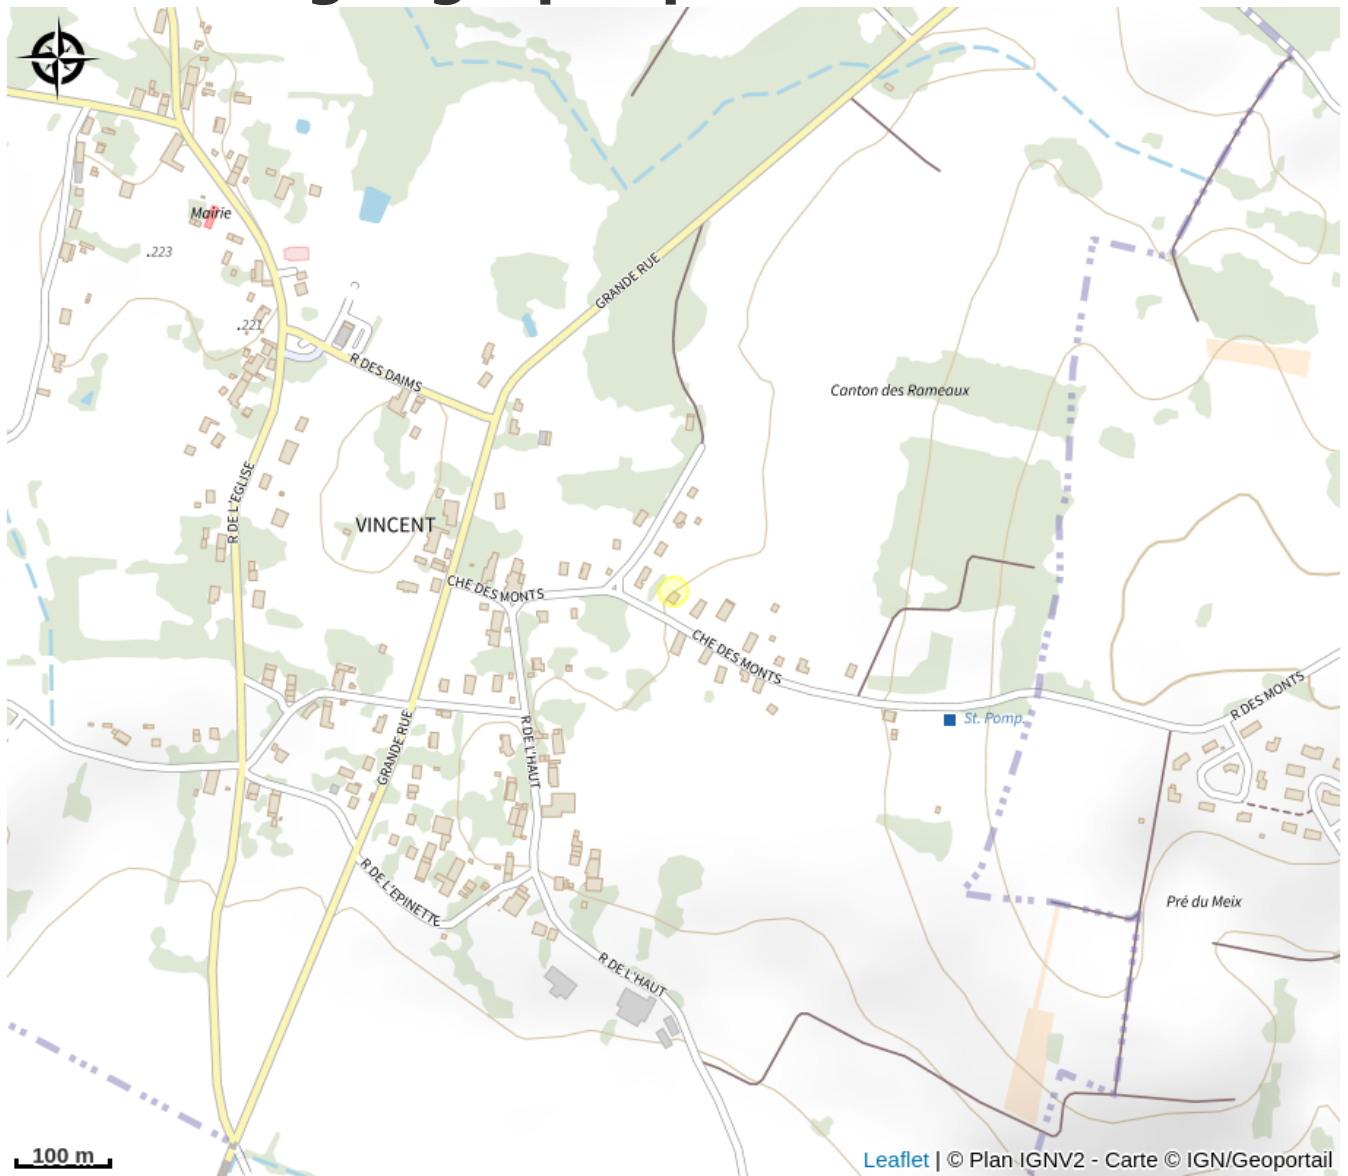 Mairie
.223
GRANDE RUE
.221
R DES DAIMS
Canton des Rameaux
R DE L'EGLISE
VINCENT
CHE DES MONTS
CHE DES MONTS
R DES MONTS
St. Pomp.
GRANDE RUE
R DE L'HAUT
R DE L'EPINETTE
Pré du Meix
R DE L'HAUT
100 m
Leaflet | © Plan IGNV2 - Carte © IGN/Geoportail